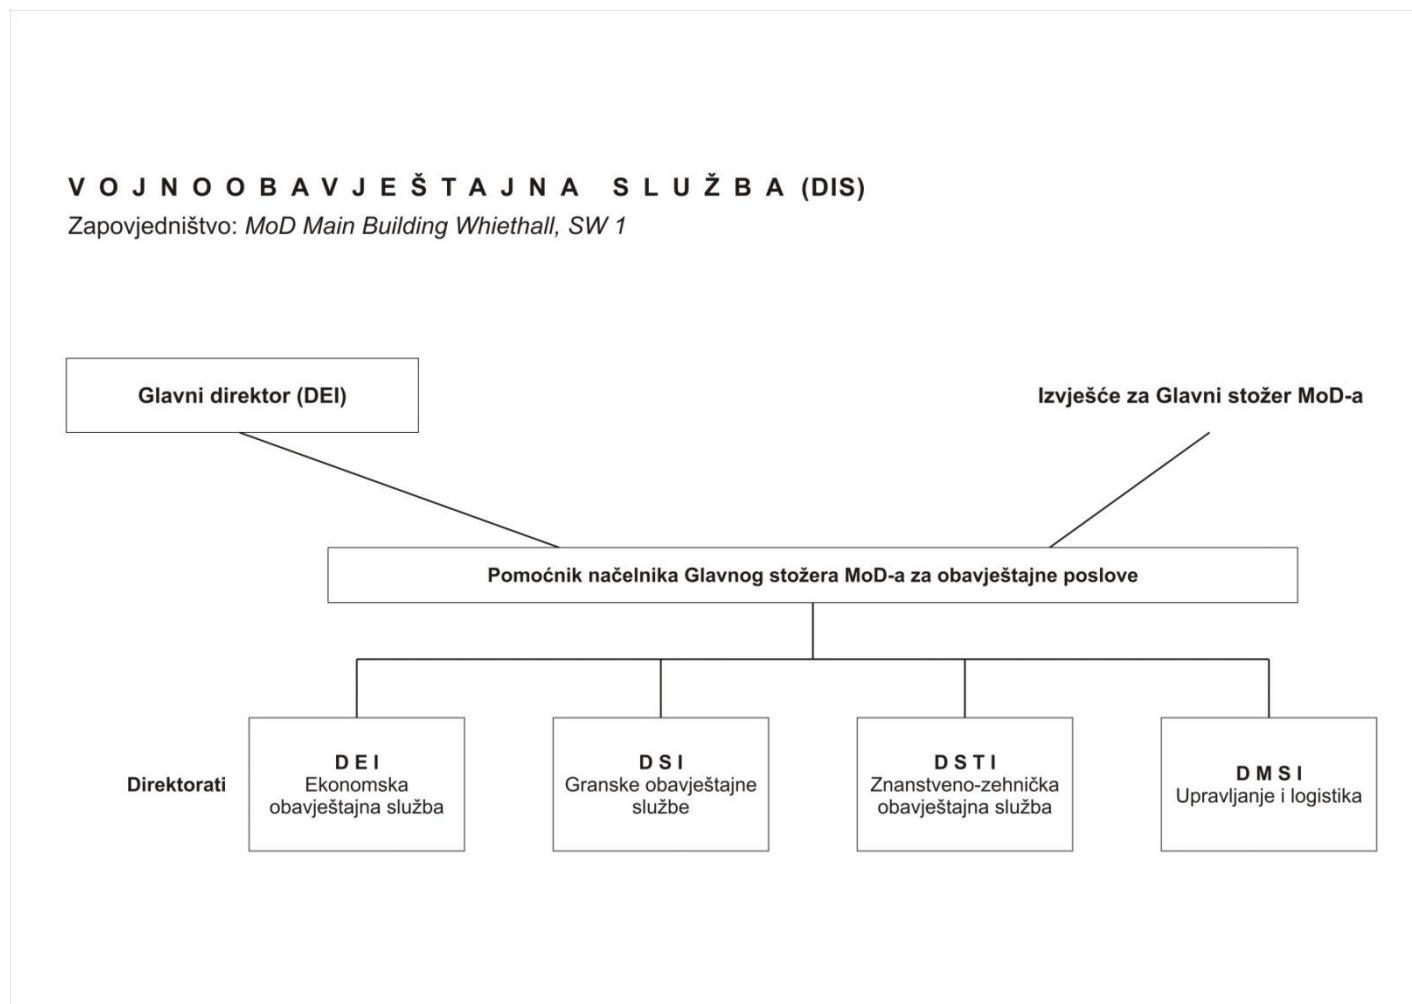 V O J N O O B A V J E Š T A J N A S L U Ž B A (DIS)
Zapovjedništvo: MoD Main Building Whiethall, SW 1
Glavni direktor (DEI)
Izvješće za Glavni stožer MoD-a
Pomoćnik načelnika Glavnog stožera MoD-a za obavještajne poslove
Direktorati
D E I
Ekonomska
obavještajna služba
D S I
Granske obavještajne
službe
D S T I
Znanstveno-zehnička
obavještajna služba
D M S I
Upravljanje i logistika